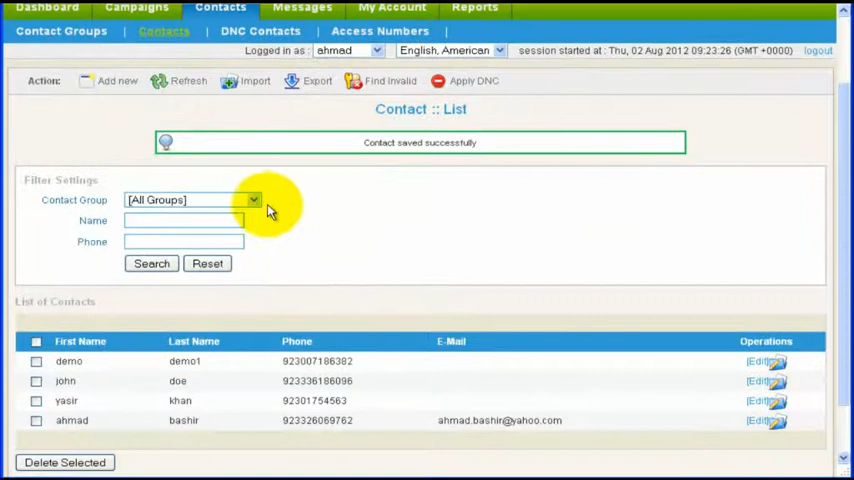 Dashboard Campaigns Contacts Messages My Account Reports
Contact Groups | Contacts | DNC Contacts | Access Numbers |
Logged in as : ahmad English, American session started at : Thu, 02 Aug 2012 09:23:26 (GMT +0000) logout
Action: Add new Refresh Import Export Find Invalid Apply DNC
Contact :: List
Contact saved successfully
Filter Settings
Contact Group [All Groups]
Name
Phone
Search Reset
List of Contacts
First Name Last Name Phone E-Mail Operations
demo demo1 923007186382 [Edit]
john doe 923336186096 [Edit]
yasir khan 92301754563 [Edit]
ahmad bashir 923326069762 ahmad.bashir@yahoo.com [Edit]
Delete Selected